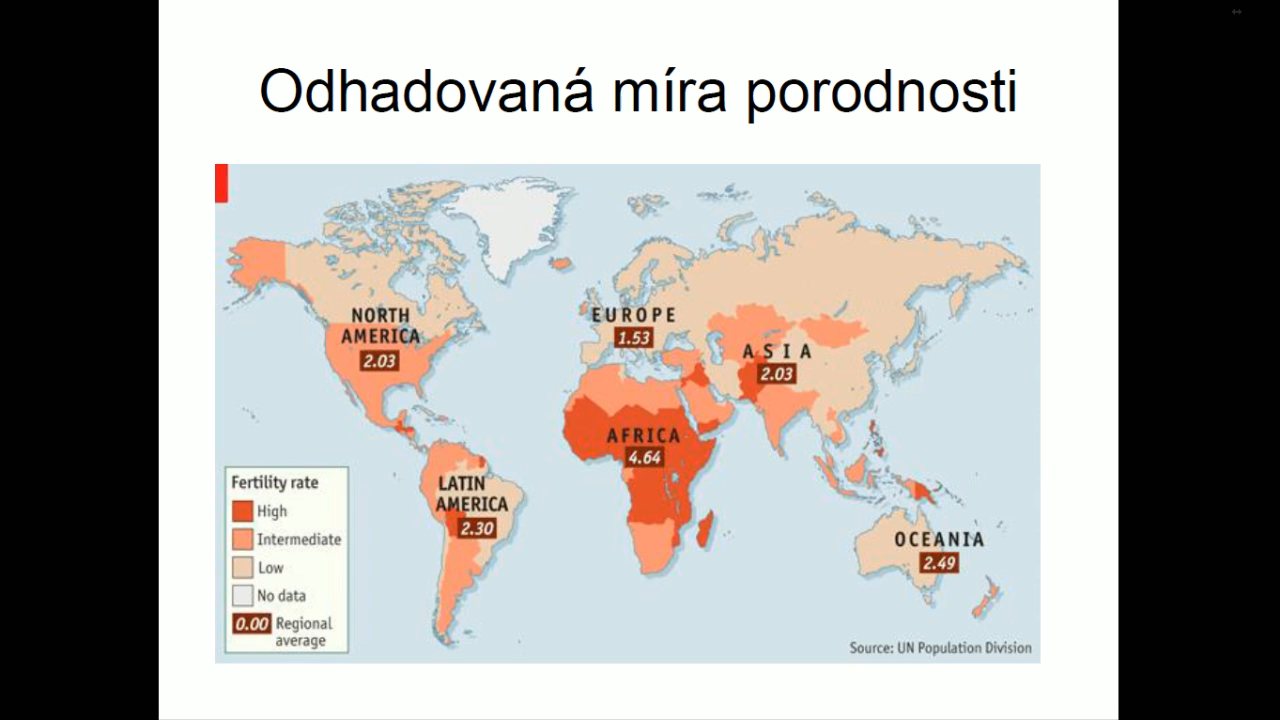 Odhadovaná míra porodnosti
NORTH
AMERICA
2.03
EUROPE
1.53
ASIA
2.03
AFRICA
4.64
LATIN
AMERICA
2.30
OCEANIA
2.49
Fertility rate
High
Intermediate
Low
No data
0.00 Regional
average
Source: UN Population Division